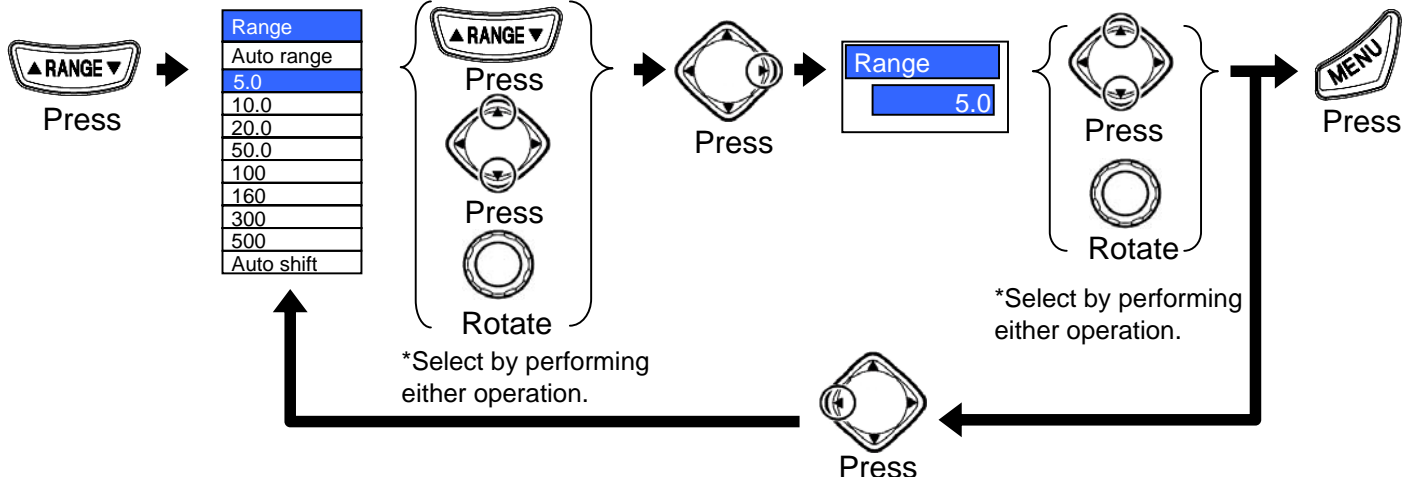 ▲RANGE▼
Press
Range
Auto range
5.0
10.0
20.0
50.0
100
160
300
500
Auto shift
▲RANGE▼
Press
Press
Rotate
*Select by performing
either operation.
Press
Range
5.0
Press
Rotate
*Select by performing
either operation.
MENU
Press
Press